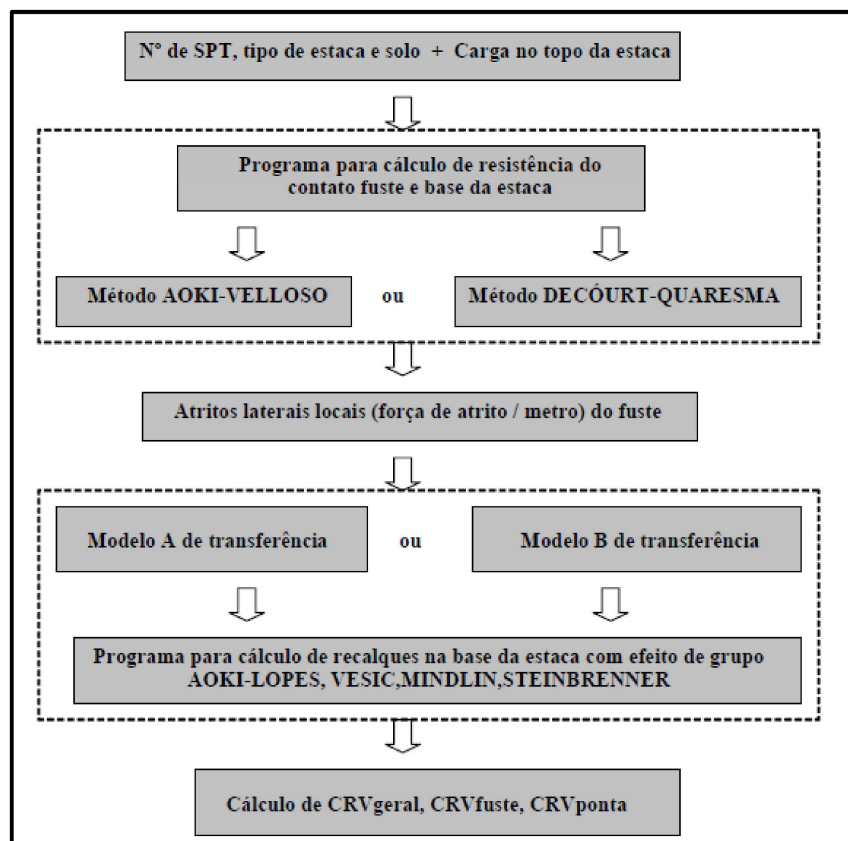 Nº de SPT, tipo de estaca e solo + Carga no topo da estaca
Programa para cálculo de resistência do
contato fuste e base da estaca
Método AOKI-VELLOSO
ou
Método DECÓURT-QUARESMA
Atritos laterais locais (força de atrito / metro) do fuste
Modelo A de transferência
ou
Modelo B de transferência
Programa para cálculo de recalques na base da estaca com efeito de grupo
AOKI-LOPES, VESIC,MINDLIN,STEINBRENNER
Cálculo de CRVgeral, CRVfuste, CRVponta